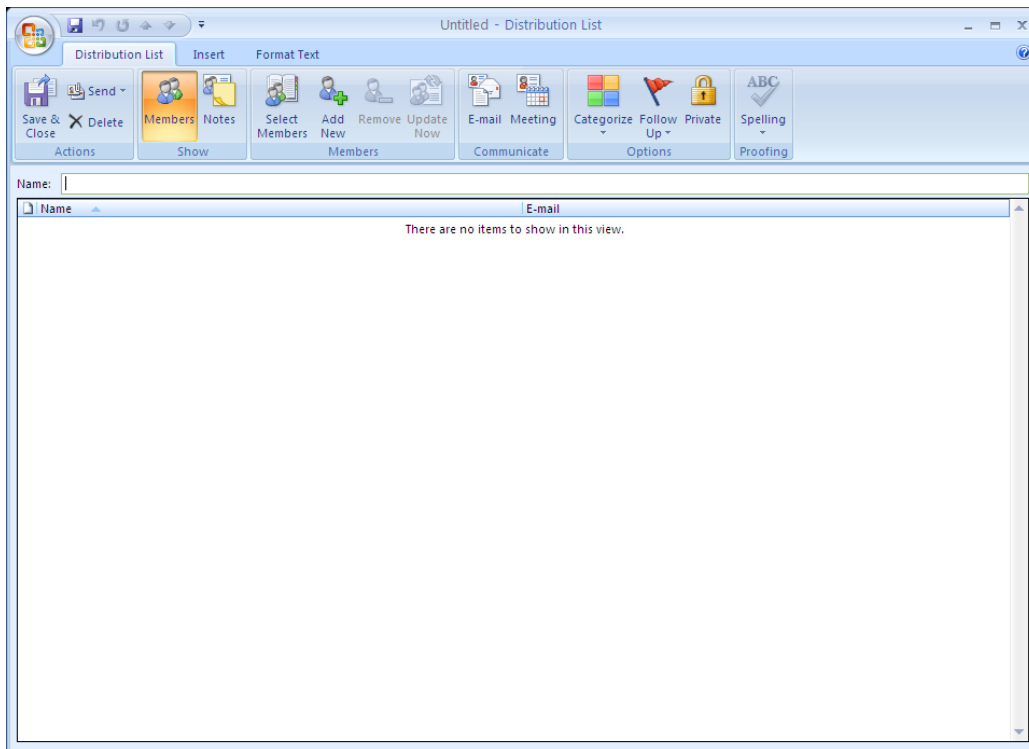 Untitled - Distribution List
Distribution List Insert Format Text
ABC
Send
Save & Close Delete Members Notes Select Members Add New Remove Update Now E-mail Meeting Categorize Follow Up Private Spelling
Actions Show Members Communicate Options Proofing
Name:
Name E-mail
There are no items to show in this view.